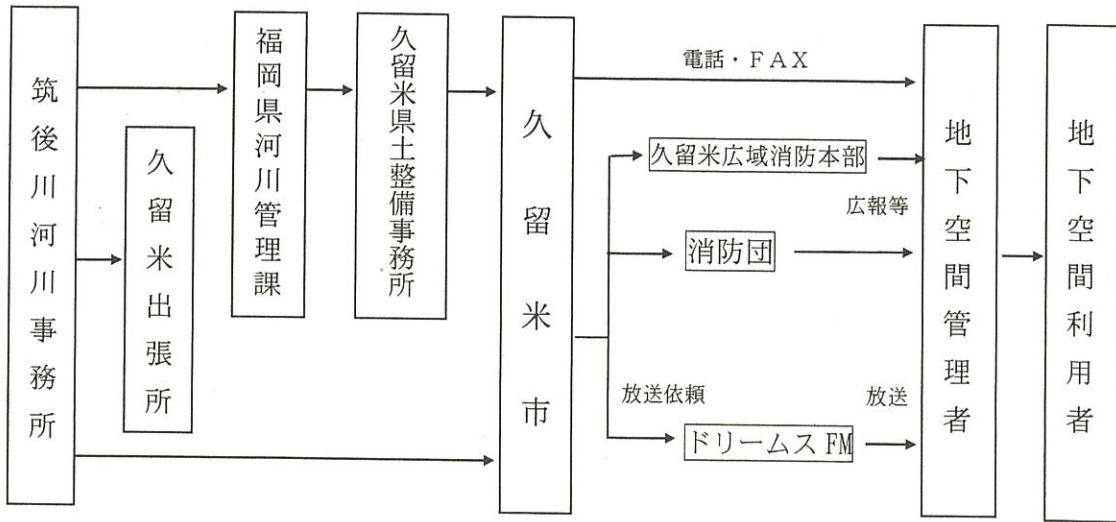 筑後川河川事務所
久留米出張所
福岡県河川管理課
久留米県土整備事務所
久留米市
電話・ＦＡＸ
久留米広域消防本部
広報等
消防団
放送依頼
放送
ドリームス FM
地下空間管理者
地下空間利用者